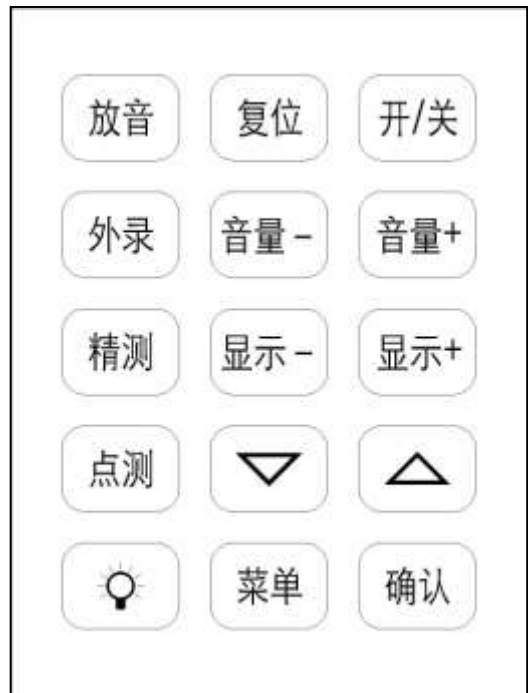 放音 复位 开/关
外录 音量- 音量+
精测 显示- 显示+
点测
菜单 确认